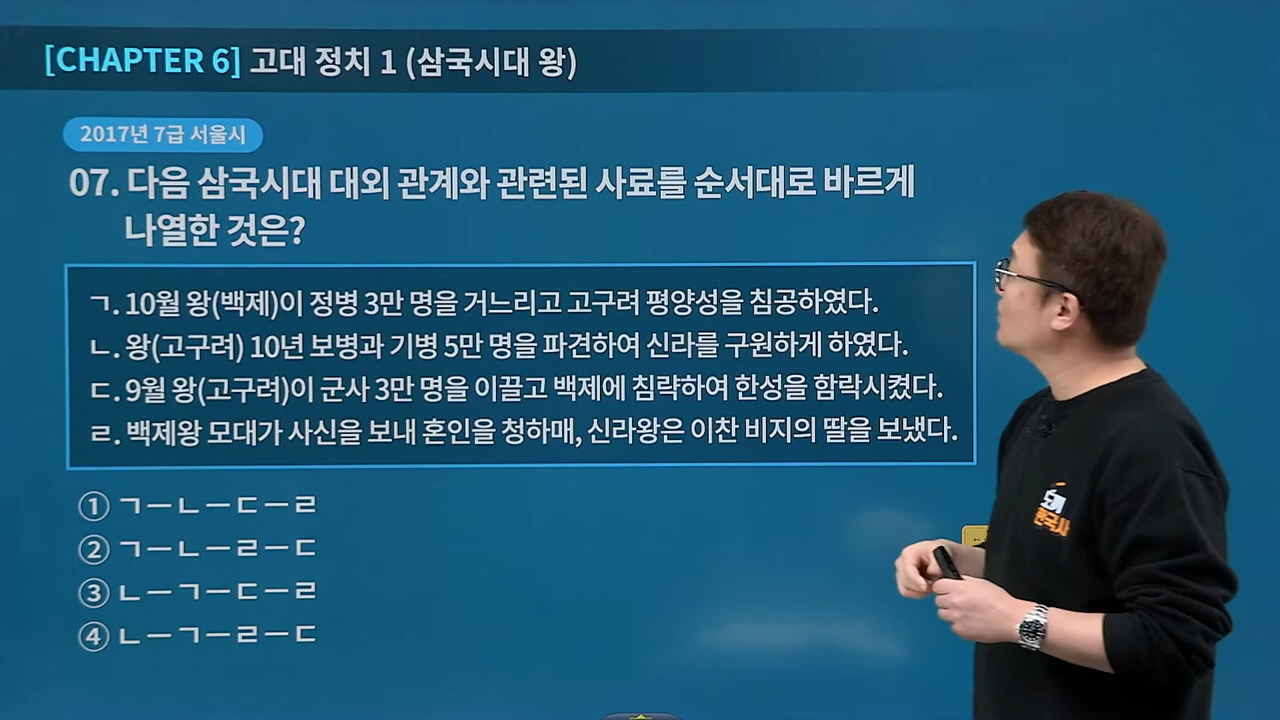 [CHAPTER 6] 고대 정치 1 (삼국시대 왕)
2017년 7급 서울시
07. 다음 삼국시대 대외 관계와 관련된 사료를 순서대로 바르게
나열한 것은?
ㄱ. 10월 왕(백제)이 정병 3만 명을 거느리고 고구려 평양성을 침공하였다.
ㄴ. 왕(고구려) 10년 보병과 기병 5만 명을 파견하여 신라를 구원하게 하였다.
ㄷ. 9월 왕(고구려)이 군사 3만 명을 이끌고 백제에 침략하여 한성을 함락시켰다.
ㄹ. 백제왕 모대가 사신을 보내 혼인을 청하매, 신라왕은 이찬 비지의 딸을 보냈다.
① ㄱ－ㄴ－ㄷ－ㄹ
② ㄱ－ㄴ－ㄹ－ㄷ
③ ㄴ－ㄱ－ㄷ－ㄹ
④ ㄴ－ㄱ－ㄹ－ㄷ
한국사